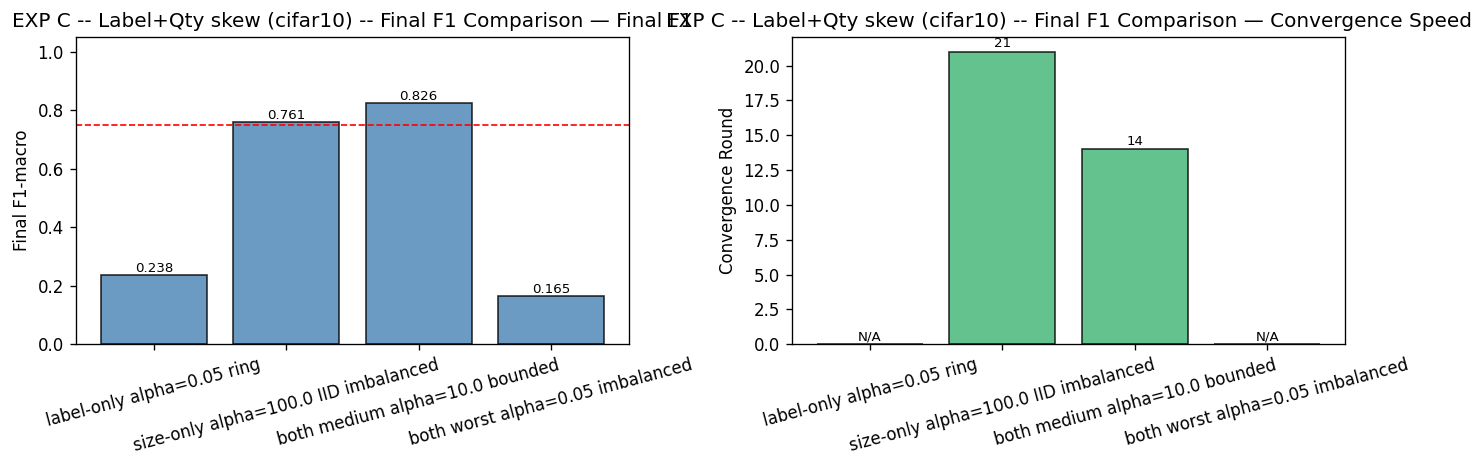 EXP C -- Label+Qty skew (cifar10) -- Final F1 Comparison — Final F1
EXP C -- Label+Qty skew (cifar10) -- Final F1 Comparison — Convergence Speed
Final F1-macro
1.0
0.8
0.6
0.4
0.2
0.0
0.238
0.761
0.826
0.165
label-only alpha=0.05 ring
size-only alpha=100.0 IID imbalanced
both medium alpha=10.0 bounded
both worst alpha=0.05 imbalanced
Convergence Round
20.0
17.5
15.0
12.5
10.0
7.5
5.0
2.5
0.0
N/A
21
14
N/A
label-only alpha=0.05 ring
size-only alpha=100.0 IID imbalanced
both medium alpha=10.0 bounded
both worst alpha=0.05 imbalanced